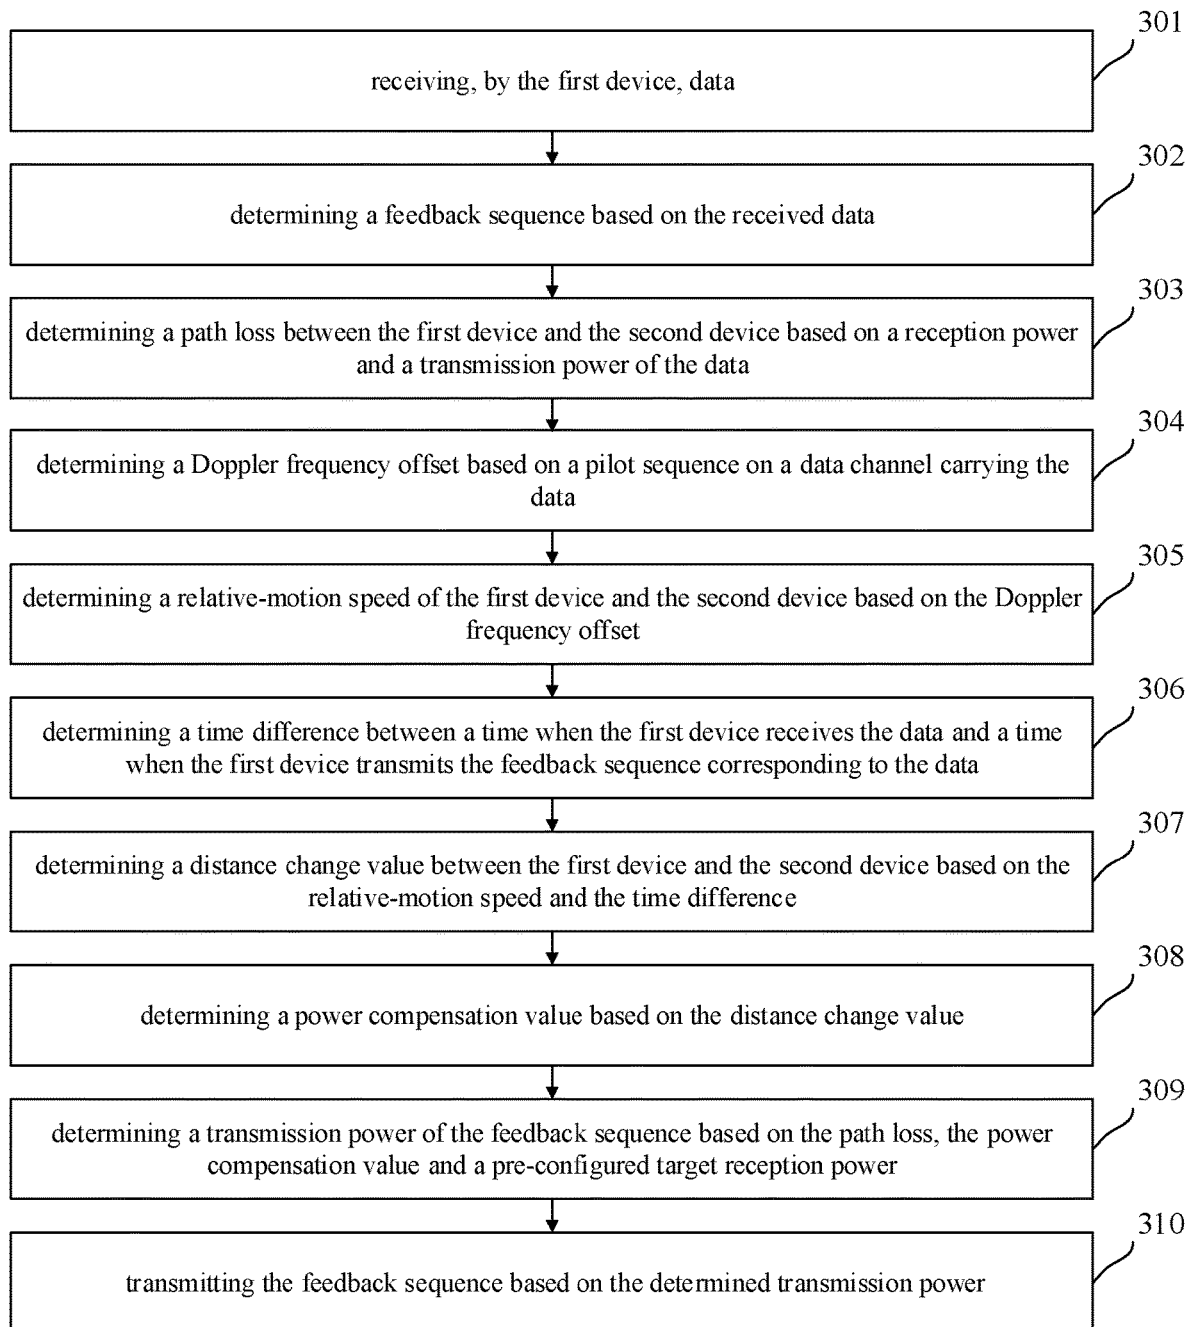 301
receiving, by the first device, data
302
determining a feedback sequence based on the received data
303
determining a path loss between the first device and the second device based on a reception power
and a transmission power of the data
304
determining a Doppler frequency offset based on a pilot sequence on a data channel carrying the
data
305
determining a relative-motion speed of the first device and the second device based on the Doppler
frequency offset
306
determining a time difference between a time when the first device receives the data and a time
when the first device transmits the feedback sequence corresponding to the data
307
determining a distance change value between the first device and the second device based on the
relative-motion speed and the time difference
308
determining a power compensation value based on the distance change value
309
determining a transmission power of the feedback sequence based on the path loss, the power
compensation value and a pre-configured target reception power
310
transmitting the feedback sequence based on the determined transmission power